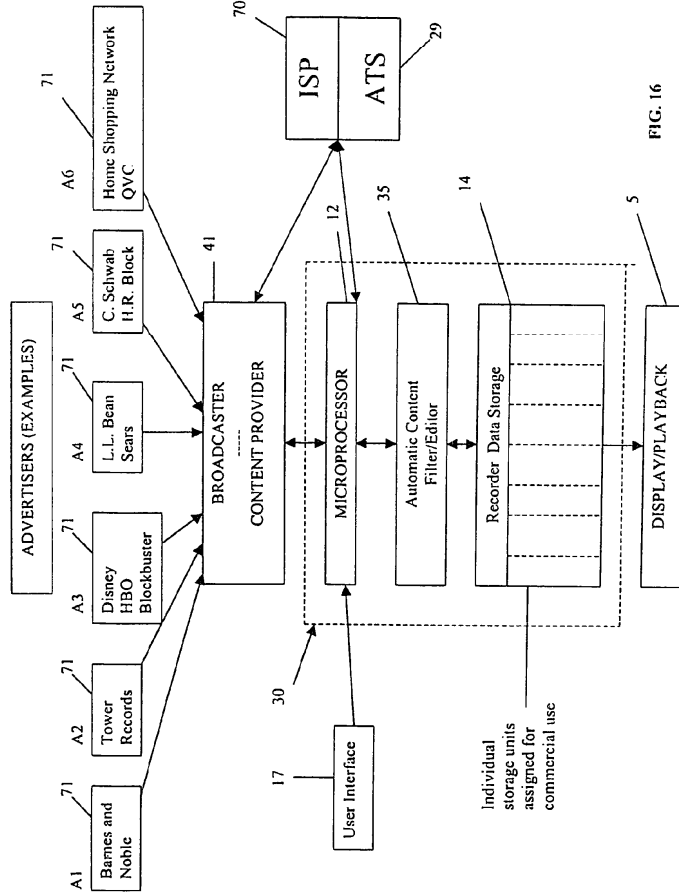 ADVERTISERS (EXAMPLES)
A1
71
Barnes and
Noble
A2
71
Tower
Records
A3
71
Disney
HBO
Blockbuster
A4
71
L.L. Bean
Sears
A5
71
C. Schwab
H.R. Block
A6
71
Home Shopping Network
QVC
41
BROADCASTER
CONTENT PROVIDER
70
ISP
ATS
29
17
User Interface
30
12
MICROPROCESSOR
35
Automatic Content
Filter/Editor
14
Recorder Data Storage
Individual
storage units
assigned for
commercial use
5
DISPLAY/PLAYBACK
FIG. 16